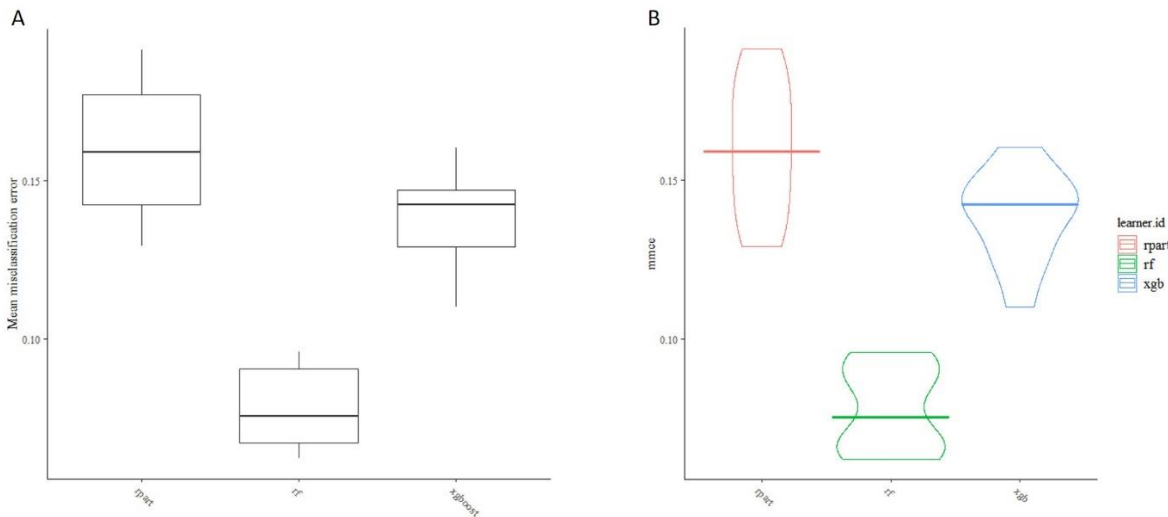 A
Mean misclassification error
0.15
0.10
rpart
rf
xgboost
B
mmce
0.15
0.10
rpart
rf
xgb
learner.id
rpart
rf
xgb